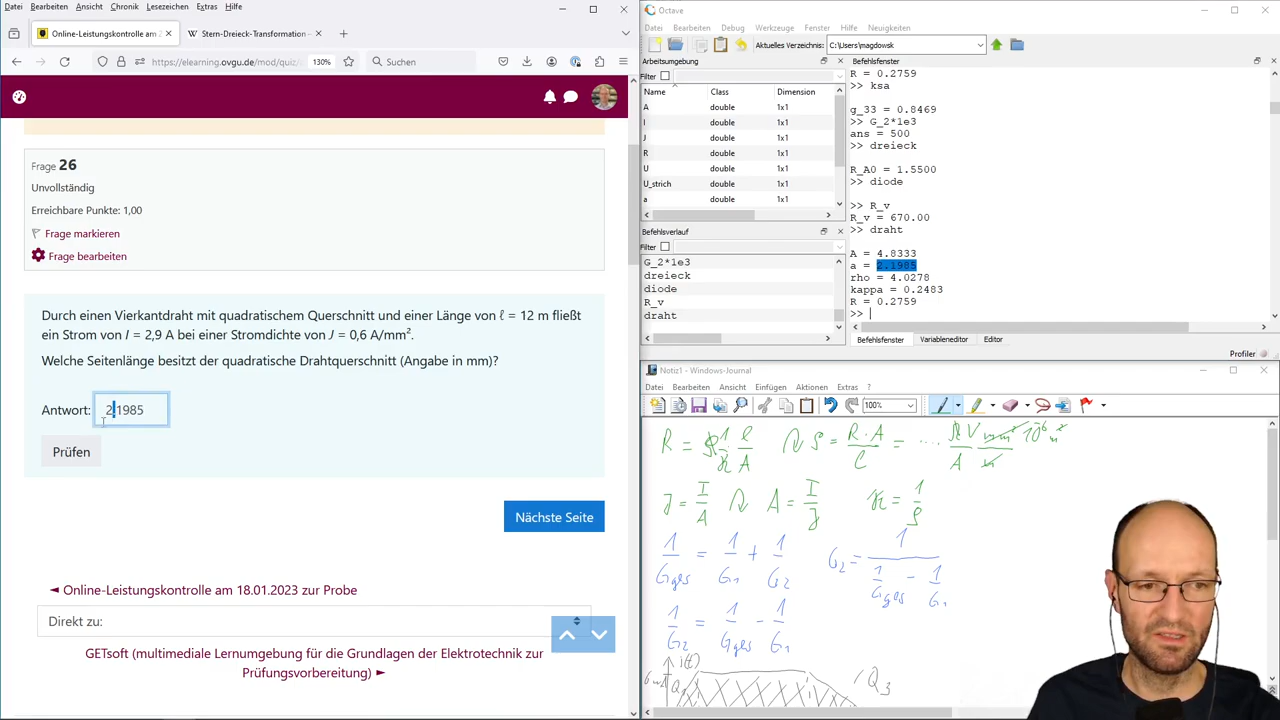 Datei Bearbeiten Ansicht Chronik Lesezeichen Extras Hilfe
Online-Leistungskontrolle am 2
Stern-Dreieck-Transformation –
https://elearning.ovgu.de/mod/quiz/
130%
Suchen
Frage 26
Unvollständig
Erreichbare Punkte: 1,00
Frage markieren
Frage bearbeiten
Durch einen Vierkantdraht mit quadratischem Querschnitt und einer Länge von ℓ = 12 m fließt
ein Strom von I = 2,9 A bei einer Stromdichte von J = 0,6 A/mm².
Welche Seitenlänge besitzt der quadratische Drahtquerschnitt (Angabe in mm)?
Antwort: 2.1985
Prüfen
Nächste Seite
◄ Online-Leistungskontrolle am 18.01.2023 zur Probe
Direkt zu:
GETsoft (multimediale Lernumgebung für die Grundlagen der Elektrotechnik zur
Prüfungsvorbereitung) ►
Octave
Datei Bearbeiten Debug Werkzeuge Fenster Hilfe Neuigkeiten
Aktuelles Verzeichnis: C:\Users\magdowsk
Arbeitsumgebung
Filter
Name Class Dimension
A double 1x1
I double 1x1
J double 1x1
R double 1x1
U double 1x1
U_strich double 1x1
a double 1x1
Befehlsverlauf
Filter
G_2*1e3
dreieck
diode
R_v
draht
Befehlsfenster
R = 0.2759
>> ksa
g_33 = 0.8469
>> G_2*1e3
ans = 500
>> dreieck
R_A0 = 1.5500
>> diode
>> R_v
R_v = 670.00
>> draht
A = 4.8333
a = 2.1985
rho = 4.0278
kappa = 0.2483
R = 0.2759
>>
Befehlsfenster Variableneditor Editor
Profiler
Notiz1 - Windows-Journal
Datei Bearbeiten Ansicht Einfügen Aktionen Extras ?
100%
J = I/A A = I/J ϰ = 1/ρ
1/Gges = 1/G1 + 1/G2 G2 = 1/(1/Gges - 1/G1)
1/G2 = 1/Gges - 1/G1
i(t)
Q3